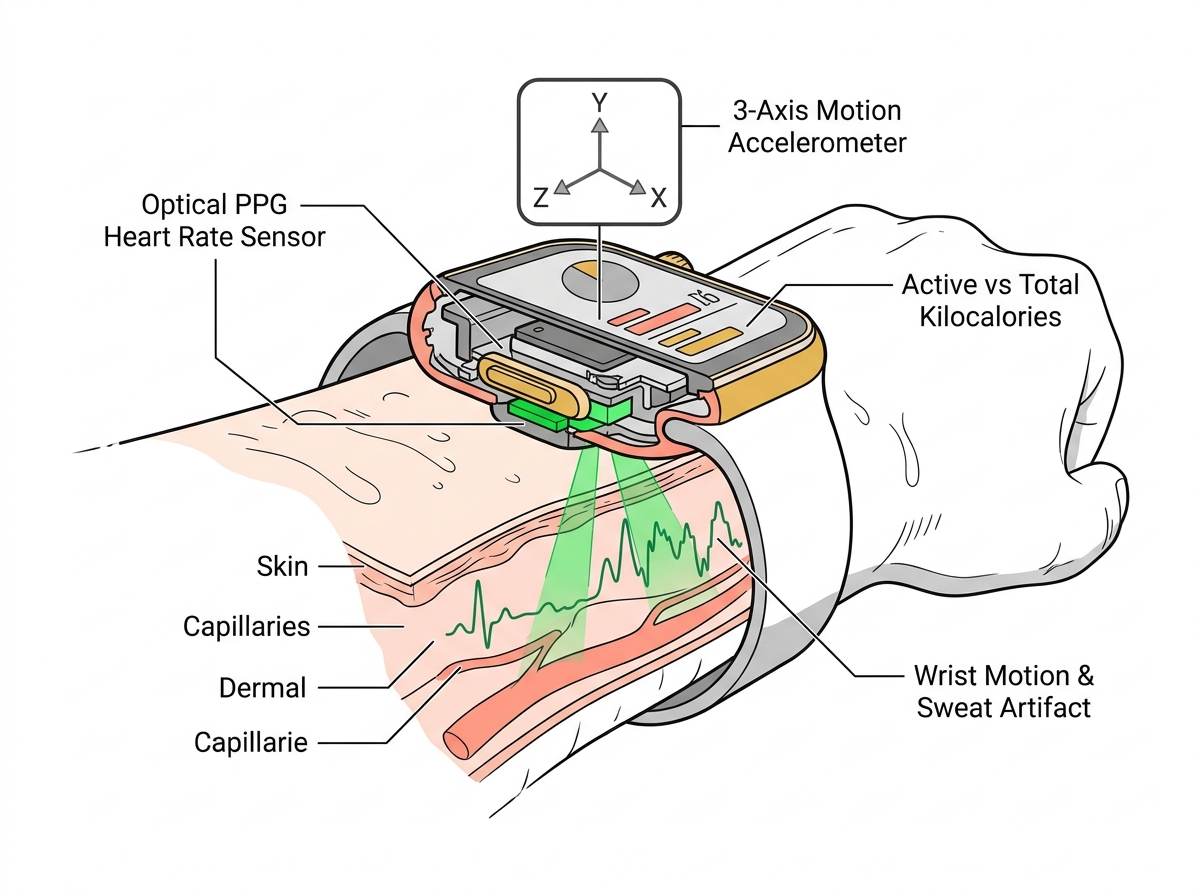 Y
Z
X
3-Axis Motion
Accelerometer
Optical PPG
Heart Rate Sensor
Active vs Total
Kilocalories
Skin
Capillaries
Dermal
Capillarie
Wrist Motion &
Sweat Artifact